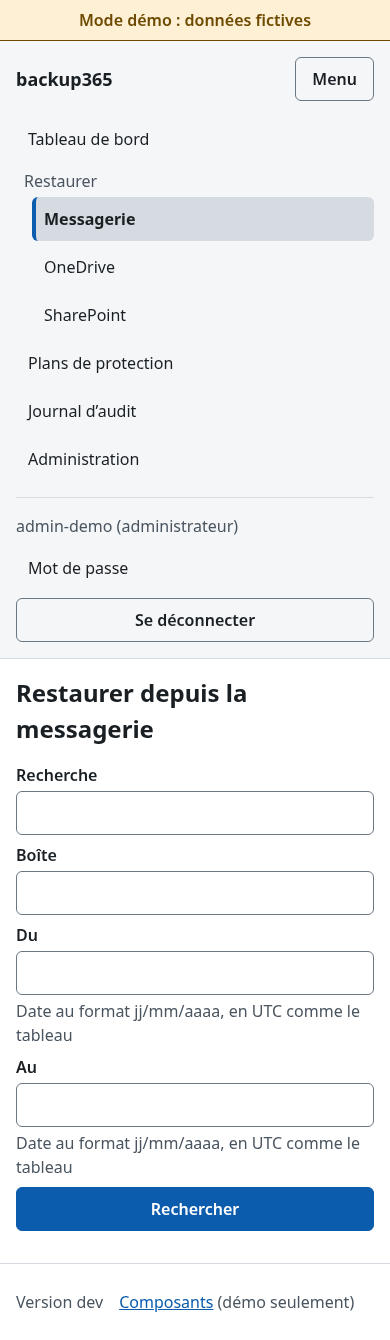 Mode démo : données fictives
backup365
Menu
Tableau de bord
Restaurer
Messagerie
OneDrive
SharePoint
Plans de protection
Journal d’audit
Administration
admin-demo (administrateur)
Mot de passe
Se déconnecter
Restaurer depuis la
messagerie
Recherche
Boîte
Du
Date au format jj/mm/aaaa, en UTC comme le
tableau
Au
Date au format jj/mm/aaaa, en UTC comme le
tableau
Rechercher
Version dev Composants (démo seulement)